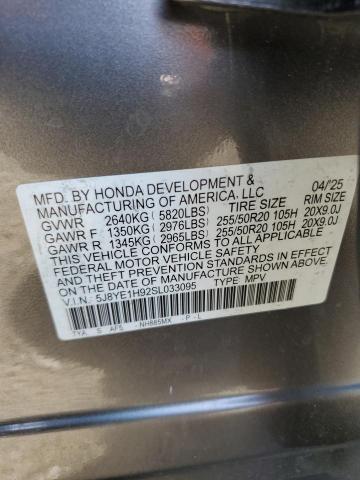 MFD. BY HONDA DEVELOPMENT & 04/'25
MANUFACTURING OF AMERICA, LLC
GVWR 2640KG (5820LBS) TIRE SIZE RIM SIZE
GAWR F 1350KG (2976LBS) 255/50R20 105H 20X9.0J
GAWR R 1345KG (2965LBS) 255/50R20 105H 20X9.0J
THIS VEHICLE CONFORMS TO ALL APPLICABLE
FEDERAL MOTOR VEHICLE SAFETY STANDARDS
IN EFFECT ON THE DATE OF MANUFACTURE SHOWN
ABOVE.
V.I.N: 5J8YE1H92SL033095 TYPE: MPV
TYA S AF5 NH885MX P - L